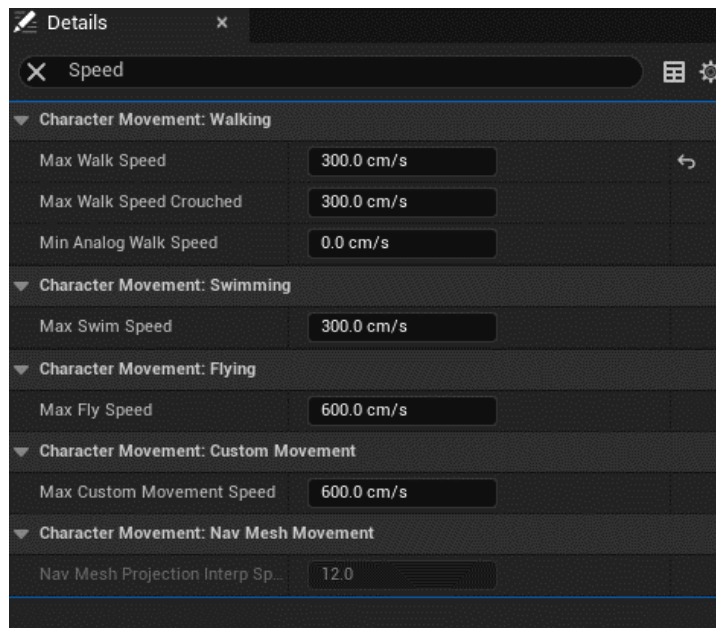 Details
Speed
Character Movement: Walking
Max Walk Speed 300.0 cm/s
Max Walk Speed Crouched 300.0 cm/s
Min Analog Walk Speed 0.0 cm/s
Character Movement: Swimming
Max Swim Speed 300.0 cm/s
Character Movement: Flying
Max Fly Speed 600.0 cm/s
Character Movement: Custom Movement
Max Custom Movement Speed 600.0 cm/s
Character Movement: Nav Mesh Movement
Nav Mesh Projection Interp Sp... 12.0